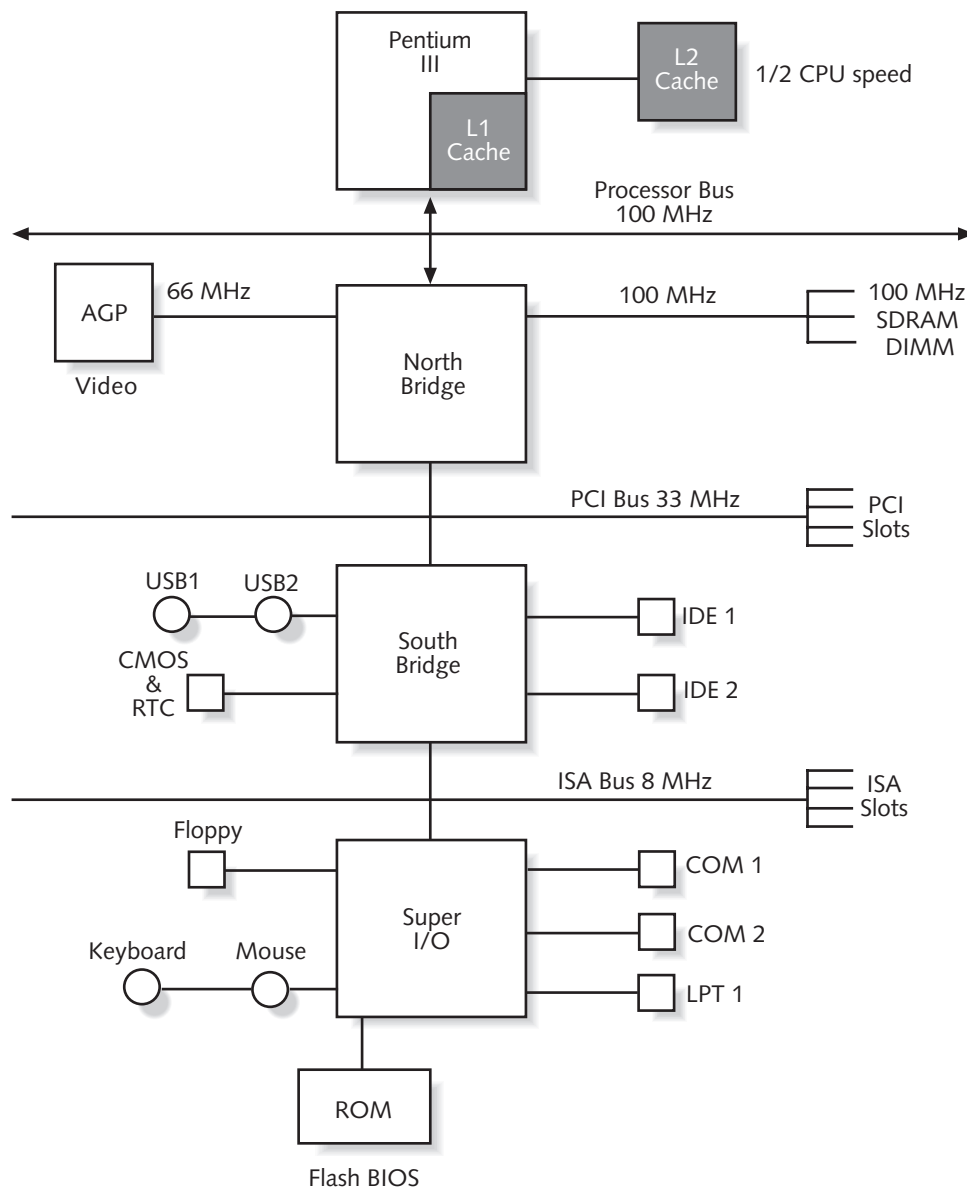 Pentium
III
L1
Cache
L2
Cache
1/2 CPU speed
Processor Bus
100 MHz
AGP
Video
66 MHz
North
Bridge
100 MHz
100 MHz
SDRAM
DIMM
PCI Bus 33 MHz
PCI
Slots
USB1
USB2
CMOS
&
RTC
South
Bridge
IDE 1
IDE 2
ISA Bus 8 MHz
ISA
Slots
Floppy
Keyboard
Mouse
Super
I/O
COM 1
COM 2
LPT 1
ROM
Flash BIOS